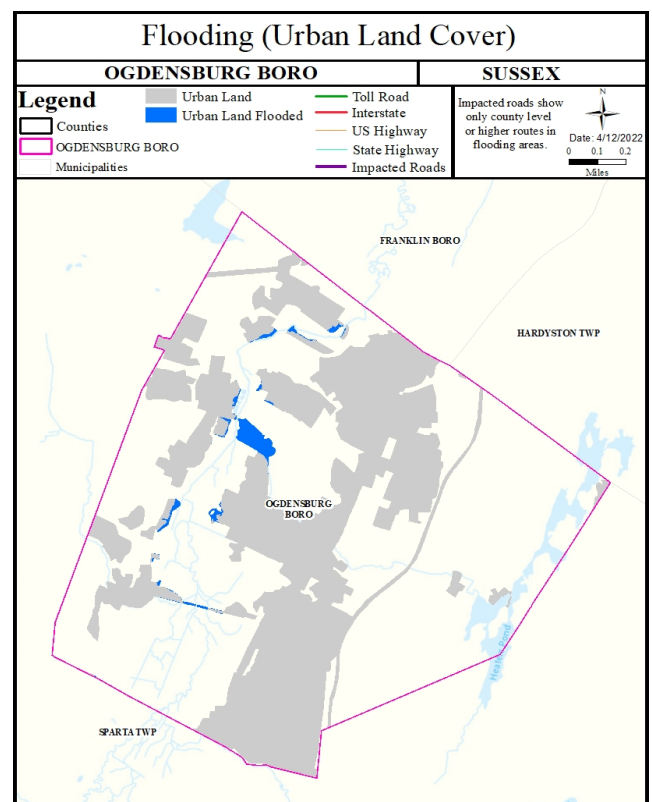 Flooding (Urban Land Cover)
OGDENSBURG BORO
SUSSEX
Legend
Counties
OGDENSBURG BORO
Municipalities
Urban Land
Urban Land Flooded
Toll Road
Interstate
US Highway
State Highway
Impacted Roads
Impacted roads show
only county level
or higher routes in
flooding areas.
N
Date: 4/12/2022
0 0.1 0.2
Miles
FRANKLIN BORO
HARDYSTON TWP
OGDENSBURG
BORO
Heaters Pond
SPARTA TWP